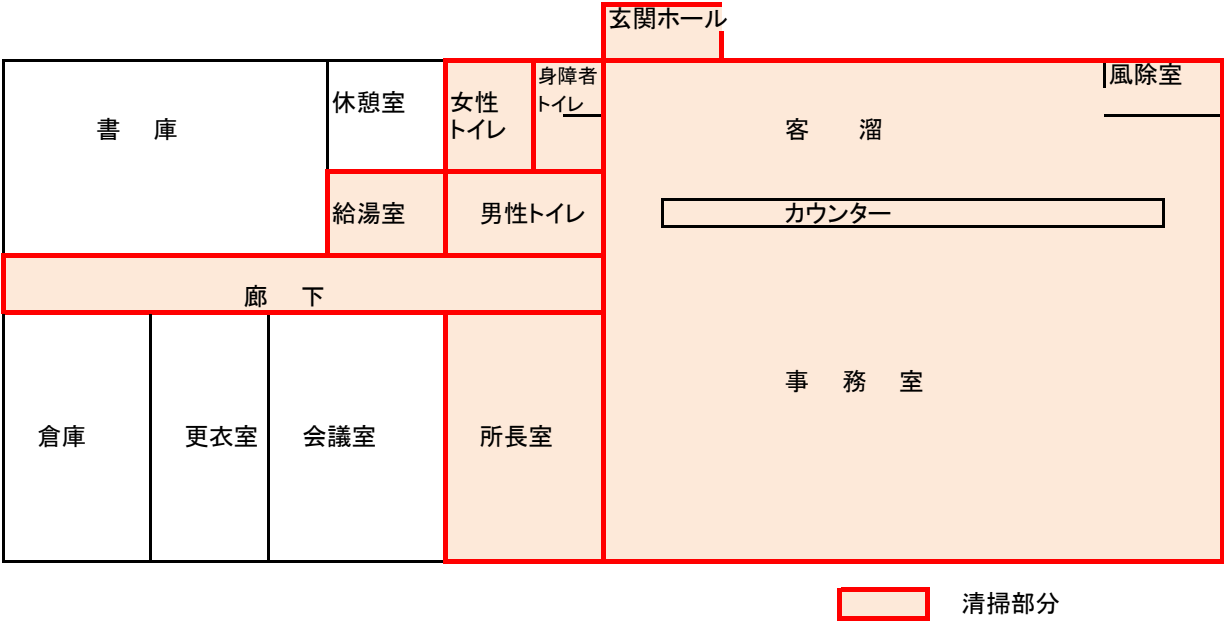 玄関ホール
身障者
トイレ
風除室
休憩室
女性
トイレ
書 庫
客 溜
給湯室
男性トイレ
カウンター
廊 下
事 務 室
倉庫
更衣室
会議室
所長室
清掃部分